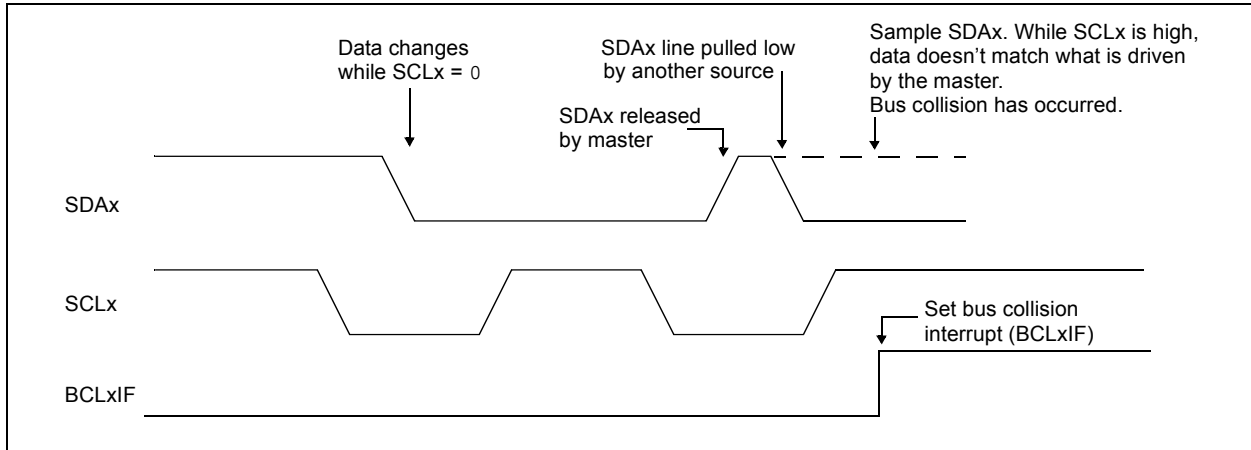 Data changes
while SCLx = 0
SDAx line pulled low
by another source
Sample SDAx. While SCLx is high,
data doesn’t match what is driven
by the master.
Bus collision has occurred.
SDAx released
by master
SDAx
SCLx
Set bus collision
interrupt (BCLxIF)
BCLxIF